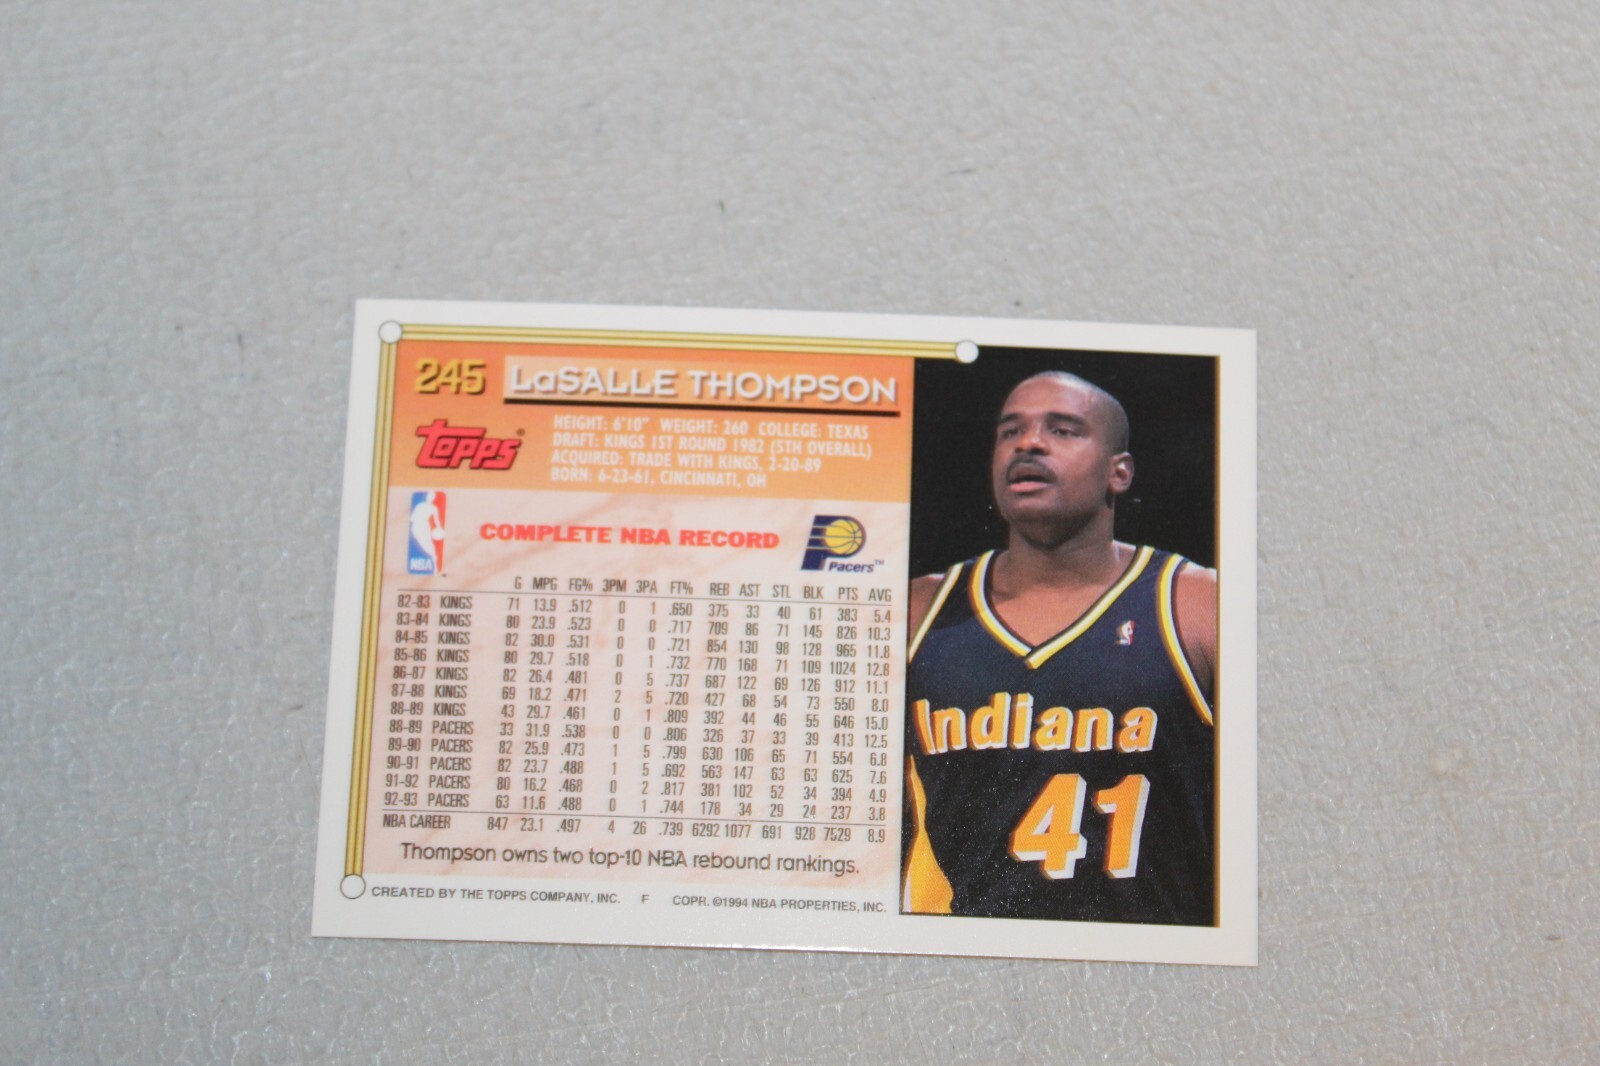 245 LaSALLE THOMPSON
Topps®
HEIGHT: 6'10" WEIGHT: 260 COLLEGE: TEXAS
DRAFT: KINGS 1ST ROUND 1982 (5TH OVERALL)
ACQUIRED: TRADE WITH KINGS, 2-20-89
BORN: 6-23-61, CINCINNATI, OH
NBA
COMPLETE NBA RECORD
Pacers™
G MPG FG% 3PM 3PA FT% REB AST STL BLK PTS AVG
82-83 KINGS 71 13.9 .512 0 1 .650 375 33 40 61 383 5.4
83-84 KINGS 80 23.9 .523 0 0 .717 709 86 71 145 826 10.3
84-85 KINGS 82 30.0 .531 0 0 .721 854 130 98 128 965 11.8
85-86 KINGS 80 29.7 .518 0 1 .732 770 168 71 109 1024 12.8
86-87 KINGS 82 26.4 .481 0 5 .737 687 122 69 126 912 11.1
87-88 KINGS 69 18.2 .471 2 5 .720 427 68 54 73 550 8.0
88-89 KINGS 43 29.7 .461 0 1 .809 392 44 46 55 646 15.0
88-89 PACERS 33 31.9 .538 0 0 .806 326 37 33 39 413 12.5
89-90 PACERS 82 25.9 .473 1 5 .799 630 106 65 71 554 6.8
90-91 PACERS 82 23.7 .488 1 5 .692 563 147 63 63 625 7.6
91-92 PACERS 80 16.2 .468 0 2 .817 381 102 52 34 394 4.9
92-93 PACERS 63 11.6 .488 0 1 .744 178 34 29 24 237 3.8
NBA CAREER 847 23.1 .497 4 26 .739 6292 1077 691 928 7529 8.9
Thompson owns two top-10 NBA rebound rankings.
CREATED BY THE TOPPS COMPANY, INC. F COPR. ©1994 NBA PROPERTIES, INC.
Indiana
41